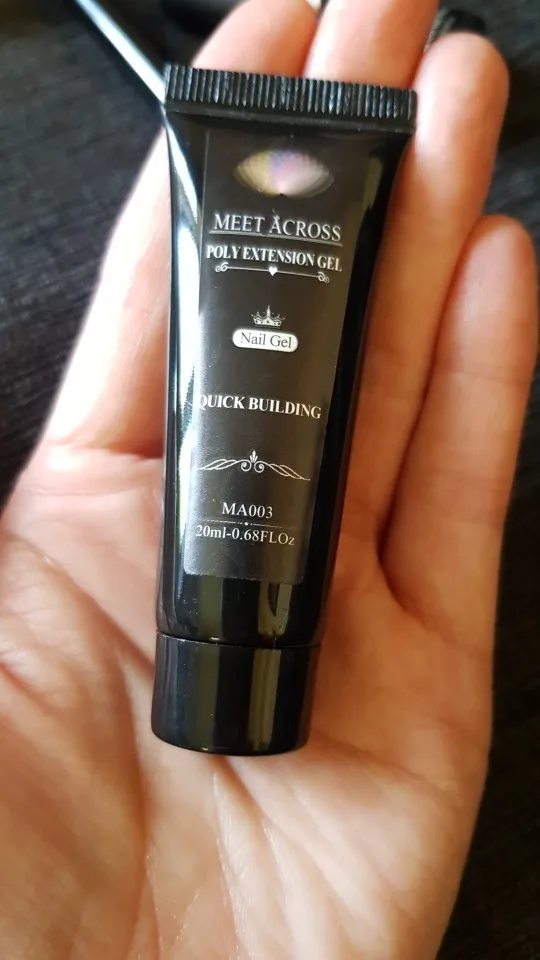 MEET ACROSS
POLY EXTENSION GEL
Nail Gel
QUICK BUILDING
MA003
20ml-0.68FLOz